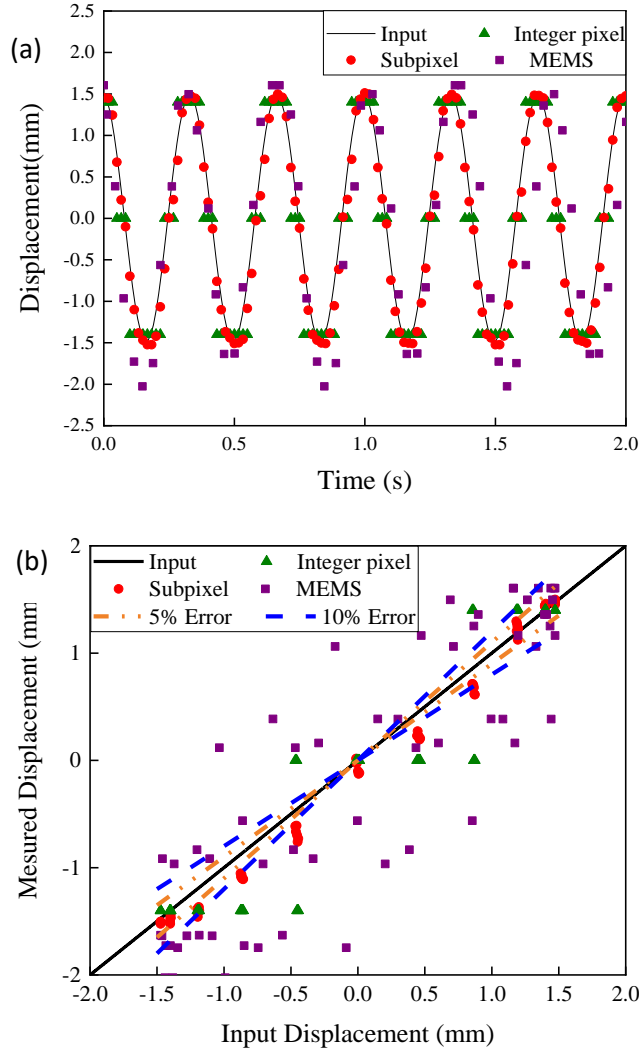 (a)
2.5
2.0
1.5
1.0
0.5
0.0
-0.5
-1.0
-1.5
-2.0
-2.5
Displacement(mm)
Input
Integer pixel
Subpixel
MEMS
0.0 0.5 1.0 1.5 2.0
Time (s)
(b)
2
1
0
-1
-2
Mesured Displacement (mm
Input
Integer pixel
Subpixel
MEMS
5% Error
10% Error
-2.0 -1.5 -1.0 -0.5 0.0 0.5 1.0 1.5 2.0
Input Displacement (mm)